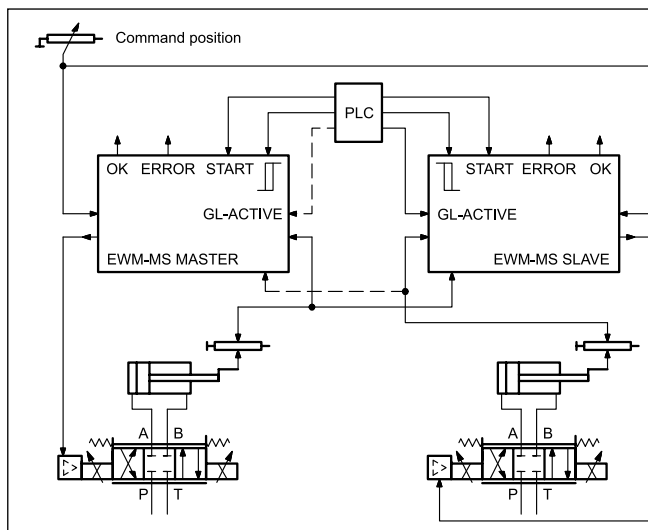 Command position
PLC
OK ERROR START
START ERROR OK
GL-ACTIVE
GL-ACTIVE
EWM-MS MASTER
EWM-MS SLAVE
A B
A B
P T
P T